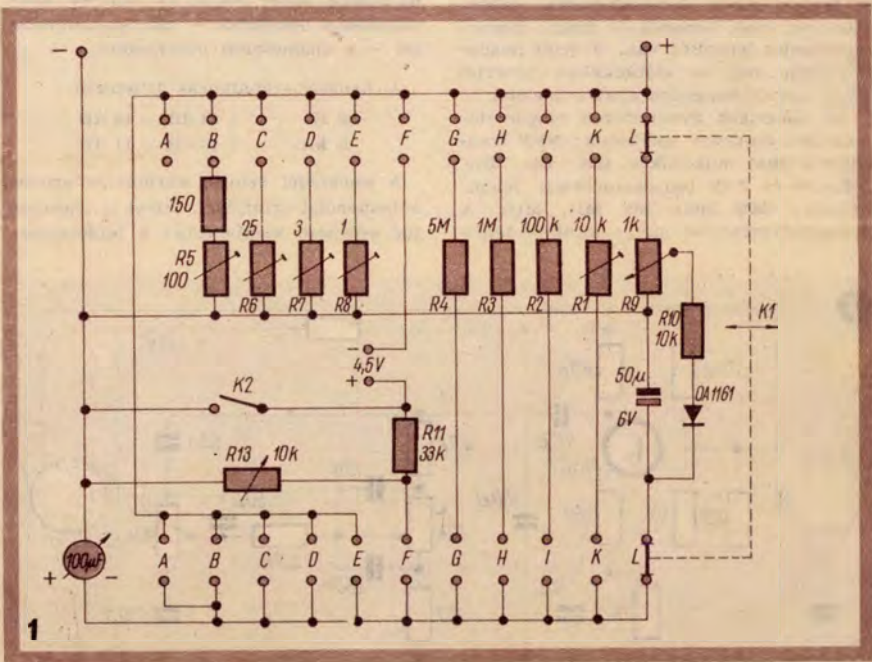 - +
A B C D E F G H I K L
150 25 3 1 5M 1M 100k 10k 1k
R5 100 R6 R7 R8 R4 R3 R2 R1 R9
R10 10k K1
- 4,5V +
50μ 6V OA1161
K2
R11 33k
R13 10k
A B C D E F G H I K L
+ 100μF -
1